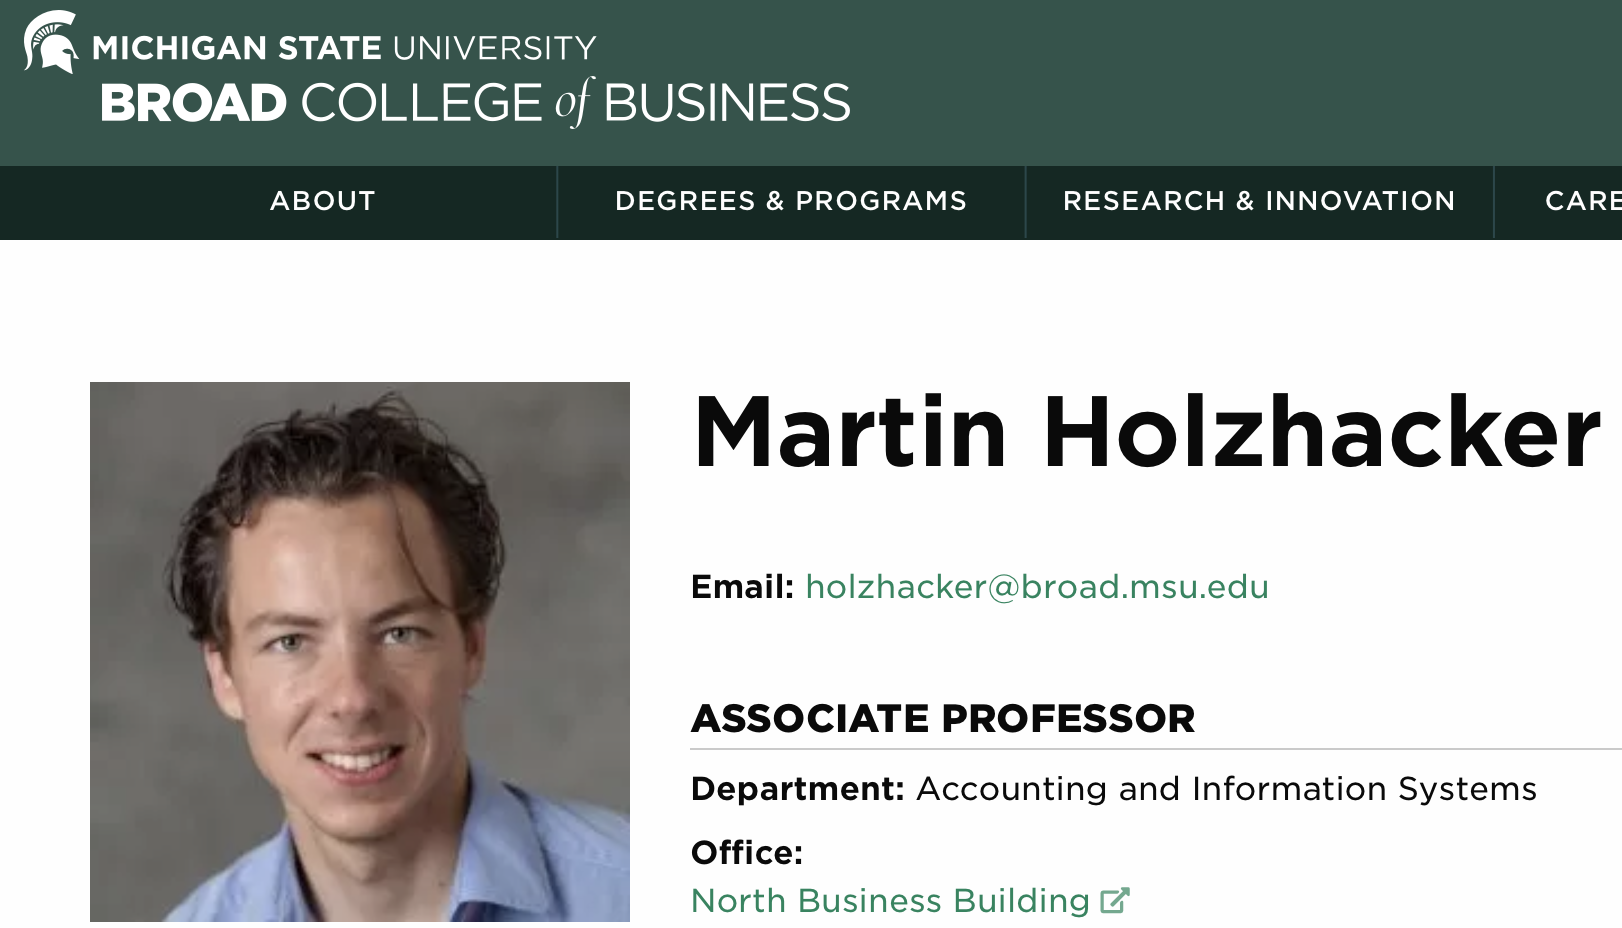 MICHIGAN STATE UNIVERSITY
BROAD COLLEGE of BUSINESS
ABOUT
DEGREES & PROGRAMS
RESEARCH & INNOVATION
CARE
Martin Holzhacker
Email: holzhacker@broad.msu.edu
ASSOCIATE PROFESSOR
Department: Accounting and Information Systems
Office:
North Business Building